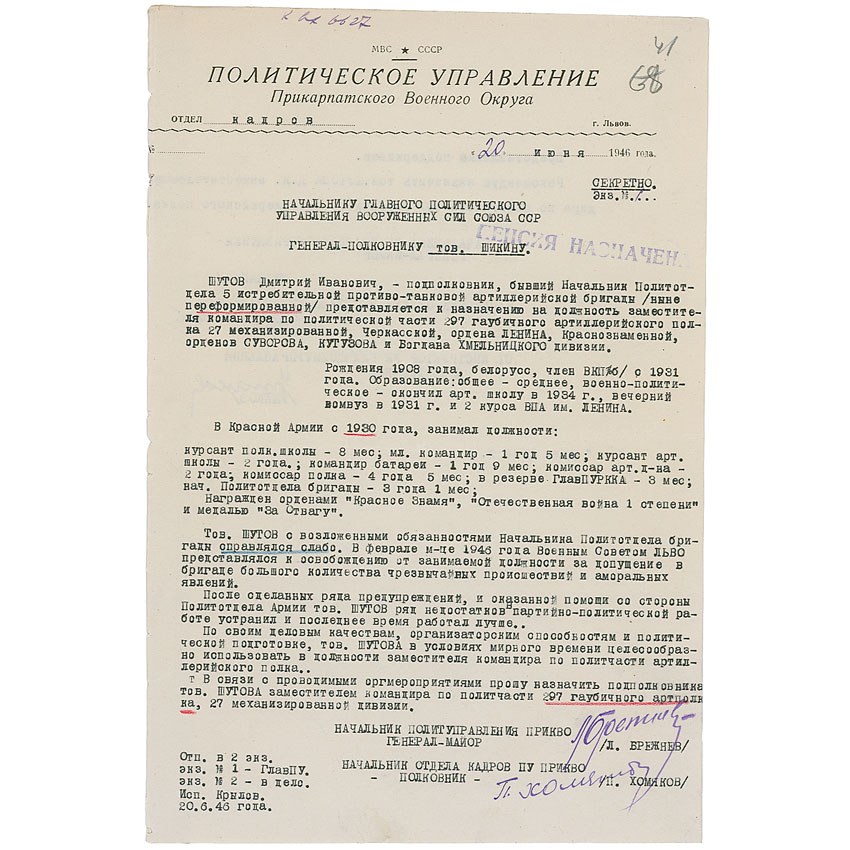 МВС ★ СССР
41
ПОЛИТИЧЕСКОЕ УПРАВЛЕНИЕ
Прикарпатского Военного Округа
ОТДЕЛ кадров
г. Львов.
№
« 20 » июня 1946 года.
СЕКРЕТНО.
Экз.№
НАЧАЛЬНИКУ ГЛАВНОГО ПОЛИТИЧЕСКОГО
УПРАВЛЕНИЯ ВООРУЖЕННЫХ СИЛ СОЮЗА ССР
ГЕНЕРАЛ-ПОЛКОВНИКУ тов. ШИКИНУ.
ПЕНСИЯ НАЗНАЧЕНА
ШУТОВ Дмитрий Иванович, - подполковник, бывший Начальник Политот-
дела 5 истребительной противо-танковой артиллерийской бригады /ныне
переформированной/ представляется к назначению на должность заместите-
ля командира по политической части 297 гаубичного артиллерийского пол-
ка 27 механизированной, Черкасской, ордена ЛЕНИНА, Краснознаменной,
орденов СУВОРОВА, КУТУЗОВА и Богдана ХМЕЛЬНИЦКОГО дивизии.
Рождения 1908 года, белорусс, член ВКП/б/ с 1931
года. Образование:общее - среднее, военно-полити-
ческое - окончил арт. школу в 1934 г., вечерний
комвуз в 1931 г. и 2 курса ВПА им. ЛЕНИНА.
В Красной Армии с 1930 года, занимал должности:
курсант полк.школы - 8 мес; мл. командир - 1 год 5 мес; курсант арт.
школы - 2 года.; командир батареи - 1 год 9 мес; комиссар арт.д-на -
2 года; комиссар полка - 4 года 5 мес; в резерве ГлавПУРККА - 3 мес;
нач. Политотдела бригады - 3 года 1 мес;
Награжден орденами "Красное Знамя", "Отечественная война 1 степени"
и медалью "За Отвагу".
Тов. ШУТОВ с возложенными обязанностями Начальника Политотдела бри-
гады справлялся слабо. В феврале м-це 1946 года Военным Советом ЛЬВО
представлялся к освобождению от занимаемой должности за допущение в
бригаде большого количества чрезвычайных происшествий и аморальных
явлений.
После сделанных ряда предупреждений, и оказанной помощи со стороны
Политотдела Армии тов. ШУТОВ ряд недостатков в партийно-политической ра-
боте устранил и последнее время работал лучше..
По своим деловым качествам, организаторским способностям и полити-
ческой подготовке, тов. ШУТОВА в условиях мирного времени целесообраз-
но использовать в должности заместителя командира по политчасти артил-
лерийского полка..
т В связи с проводимыми оргмероприятиями прошу назначить подполковника
тов. ШУТОВА заместителем командира по политчасти 297 гаубичного артполк
ка, 27 механизированной дивизии.
НАЧАЛЬНИК ПОЛИТУПРАВЛЕНИЯ ПРИКВО
ГЕНЕРАЛ-МАЙОР
Л Брежнев
/Л. БРЕЖНЕВ/
НАЧАЛЬНИК ОТДЕЛА КАДРОВ ПУ ПРИКВО
- ПОЛКОВНИК -
П. Хомяков
/П. ХОМЯКОВ/
Отп. в 2 экз.
экз. № 1 - ГлавПУ.
экз. № 2 - в дело.
Исп. Крылов.
20.6.46 года.